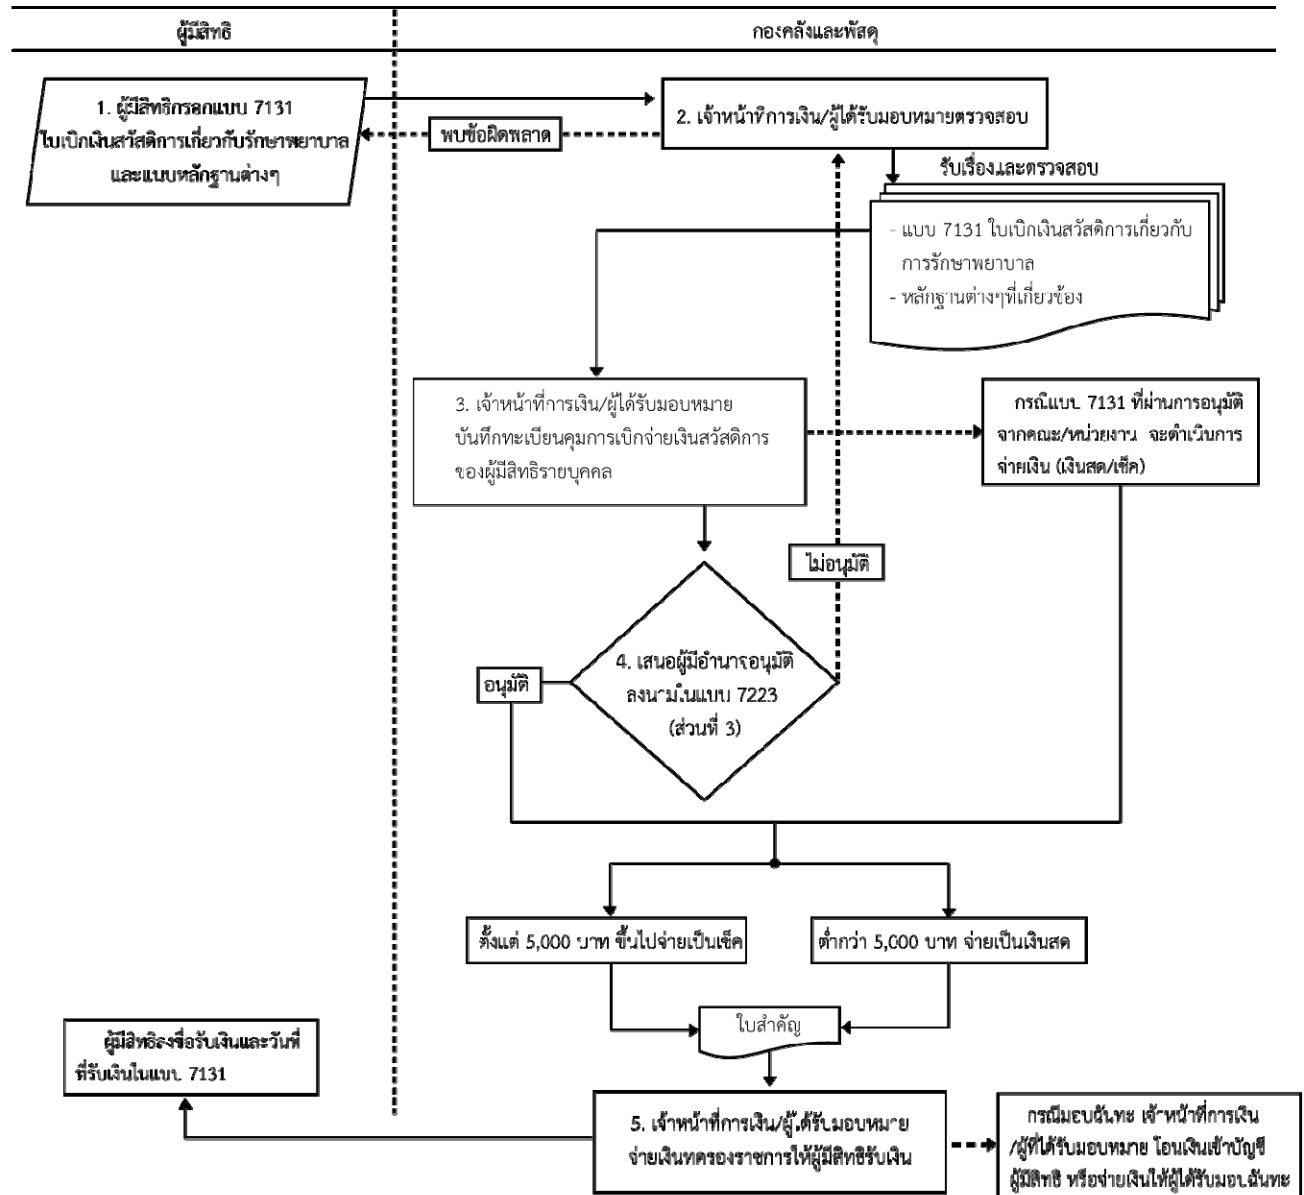 ผู้มีสิทธิ
กองคลังและพัสดุ
1. ผู้มีสิทธิกรอกแบบ 7131
ใบเบิกเงินสวัสดิการเกี่ยวกับรักษาพยาบาล
และแนบหลักฐานต่างๆ
2. เจ้าหน้าที่การเงิน/ผู้ได้รับมอบหมายตรวจสอบ
พบข้อผิดพลาด
รับเรื่องและตรวจสอบ
- แบบ 7131 ใบเบิกเงินสวัสดิการเกี่ยวกับ
การรักษาพยาบาล
- หลักฐานต่างๆที่เกี่ยวข้อง
3. เจ้าหน้าที่การเงิน/ผู้ได้รับมอบหมาย
บันทึกทะเบียนคุมการเบิกจ่ายเงินสวัสดิการ
ของผู้มีสิทธิรายบุคคล
กรณีแบบ 7131 ที่ผ่านการอนุมัติ
จากคณะ/หน่วยงาน จะดำเนินการ
จ่ายเงิน (เงินสด/เช็ค)
ไม่อนุมัติ
4. เสนอผู้มีอำนาจอนุมัติ
ลงนามในแบบ 7223
(ส่วนที่ 3)
อนุมัติ
ตั้งแต่ 5,000 บาท ขึ้นไปจ่ายเป็นเช็ค
ต่ำกว่า 5,000 บาท จ่ายเป็นเงินสด
ใบสำคัญ
ผู้มีสิทธิลงชื่อรับเงินและวันที่
ที่รับเงินในแบบ 7131
5. เจ้าหน้าที่การเงิน/ผู้ได้รับมอบหมาย
จ่ายเงินทดรองราชการให้ผู้มีสิทธิรับเงิน
กรณีมอบฉันทะ เจ้าหน้าที่การเงิน
/ผู้ที่ได้รับมอบหมาย โอนเงินเข้าบัญชี
ผู้มีสิทธิ หรือจ่ายเงินให้ผู้ได้รับมอบฉันทะ